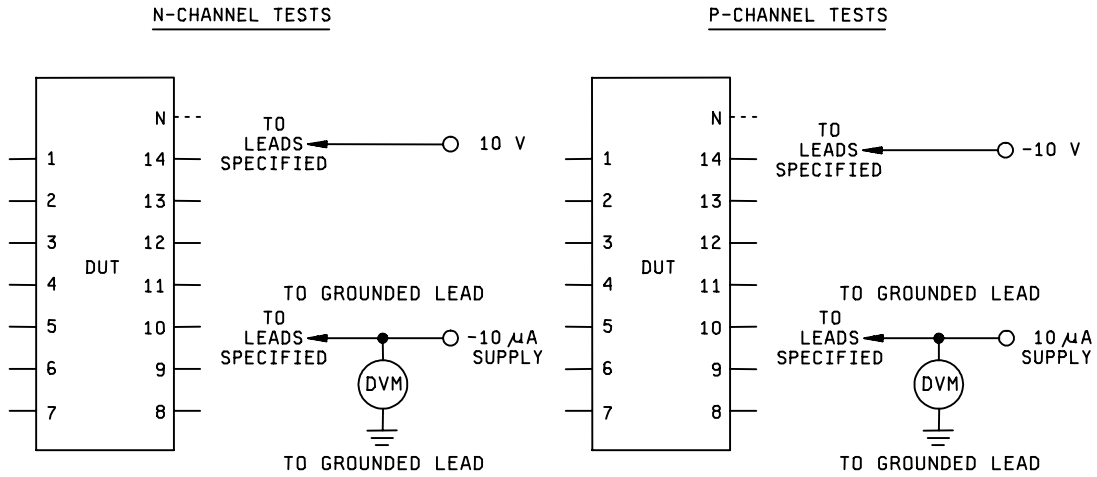 N-CHANNEL TESTS
N
TO
LEADS
SPECIFIED
10 V
1
2
3
4
5
6
7
14
13
12
11
10
9
8
DUT
TO GROUNDED LEAD
TO
LEADS
SPECIFIED
-10 µA
SUPPLY
DVM
TO GROUNDED LEAD
P-CHANNEL TESTS
N
TO
LEADS
SPECIFIED
-10 V
1
2
3
4
5
6
7
14
13
12
11
10
9
8
DUT
TO GROUNDED LEAD
TO
LEADS
SPECIFIED
10 µA
SUPPLY
DVM
TO GROUNDED LEAD